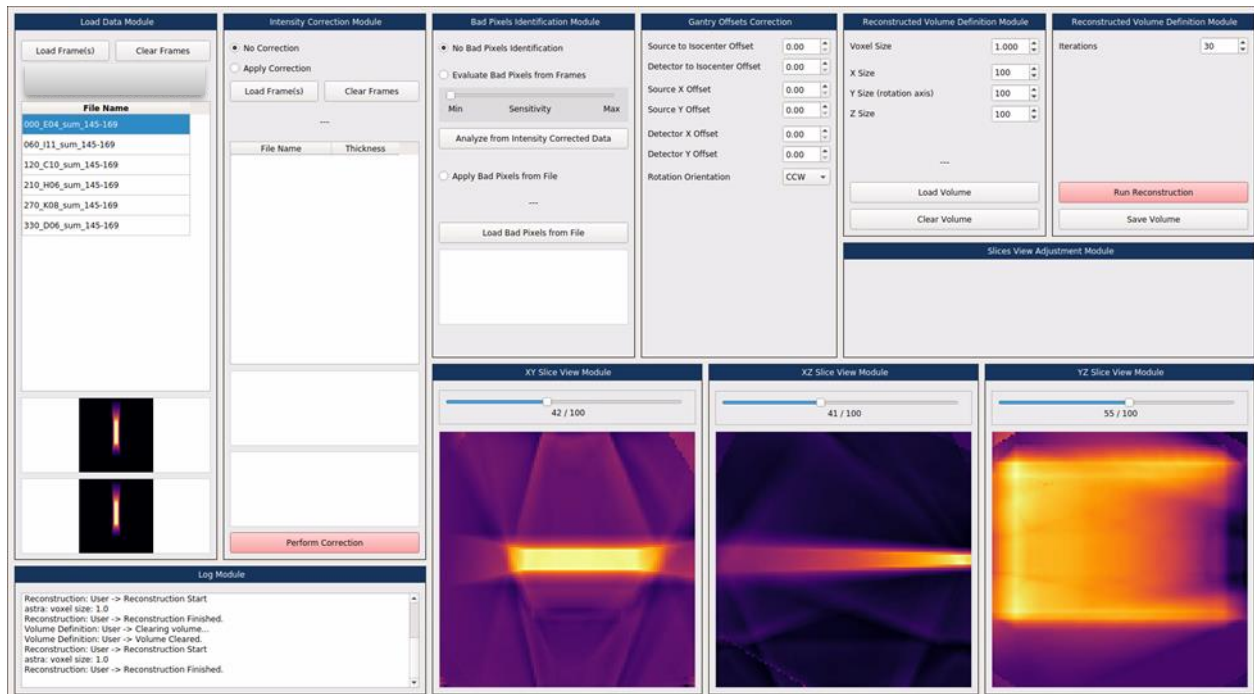 Load Data Module
Load Frame(s) Clear Frames
File Name
000_E04_sum_145-169
060_I11_sum_145-169
120_C10_sum_145-169
210_H06_sum_145-169
270_K08_sum_145-169
330_D06_sum_145-169
Intensity Correction Module
No Correction
Apply Correction
Load Frame(s) Clear Frames
---
File Name Thickness
Perform Correction
Bad Pixels Identification Module
No Bad Pixels Identification
Evaluate Bad Pixels from Frames
Min Sensitivity Max
Analyze from Intensity Corrected Data
Apply Bad Pixels from File
---
Load Bad Pixels from File
Gantry Offsets Correction
Source to Isocenter Offset 0.00
Detector to Isocenter Offset 0.00
Source X Offset 0.00
Source Y Offset 0.00
Detector X Offset 0.00
Detector Y Offset 0.00
Rotation Orientation CCW
Reconstructed Volume Definition Module
Voxel Size 1.000
X Size 100
Y Size (rotation axis) 100
Z Size 100
---
Load Volume
Clear Volume
Reconstructed Volume Definition Module
Iterations 30
Run Reconstruction
Save Volume
Slices View Adjustment Module
XY Slice View Module
42 / 100
XZ Slice View Module
41 / 100
YZ Slice View Module
55 / 100
Log Module
Reconstruction: User -> Reconstruction Start
astra: voxel size: 1.0
Reconstruction: User -> Reconstruction Finished.
Volume Definition: User -> Clearing volume...
Volume Definition: User -> Volume Cleared.
Reconstruction: User -> Reconstruction Start
astra: voxel size: 1.0
Reconstruction: User -> Reconstruction Finished.